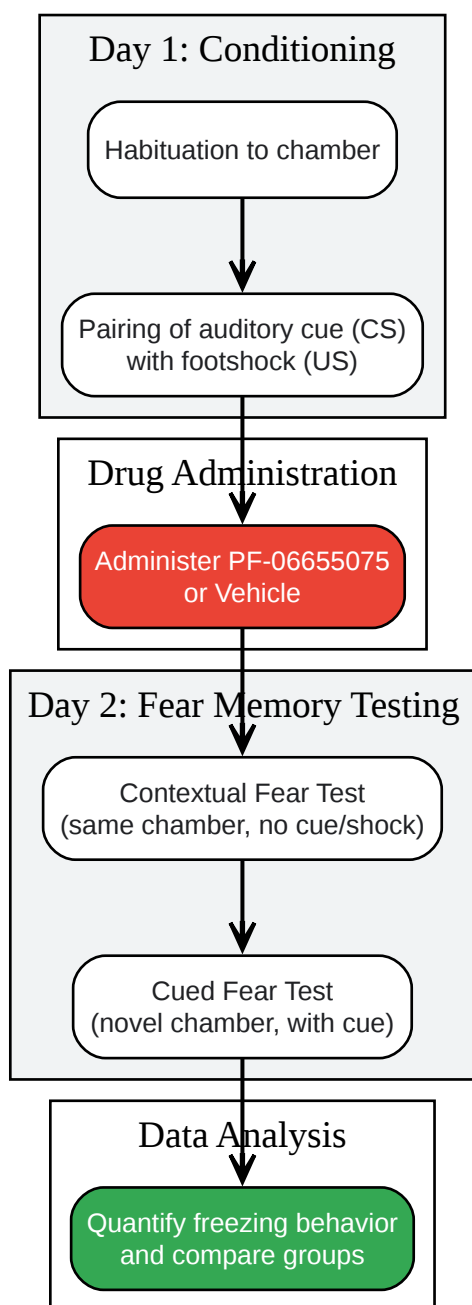 Day 1: Conditioning
Habituation to chamber
Pairing of auditory cue (CS)
with footshock (US)
Drug Administration
Administer PF-06655075
or Vehicle
Day 2: Fear Memory Testing
Contextual Fear Test
(same chamber, no cue/shock)
Cued Fear Test
(novel chamber, with cue)
Data Analysis
Quantify freezing behavior
and compare groups